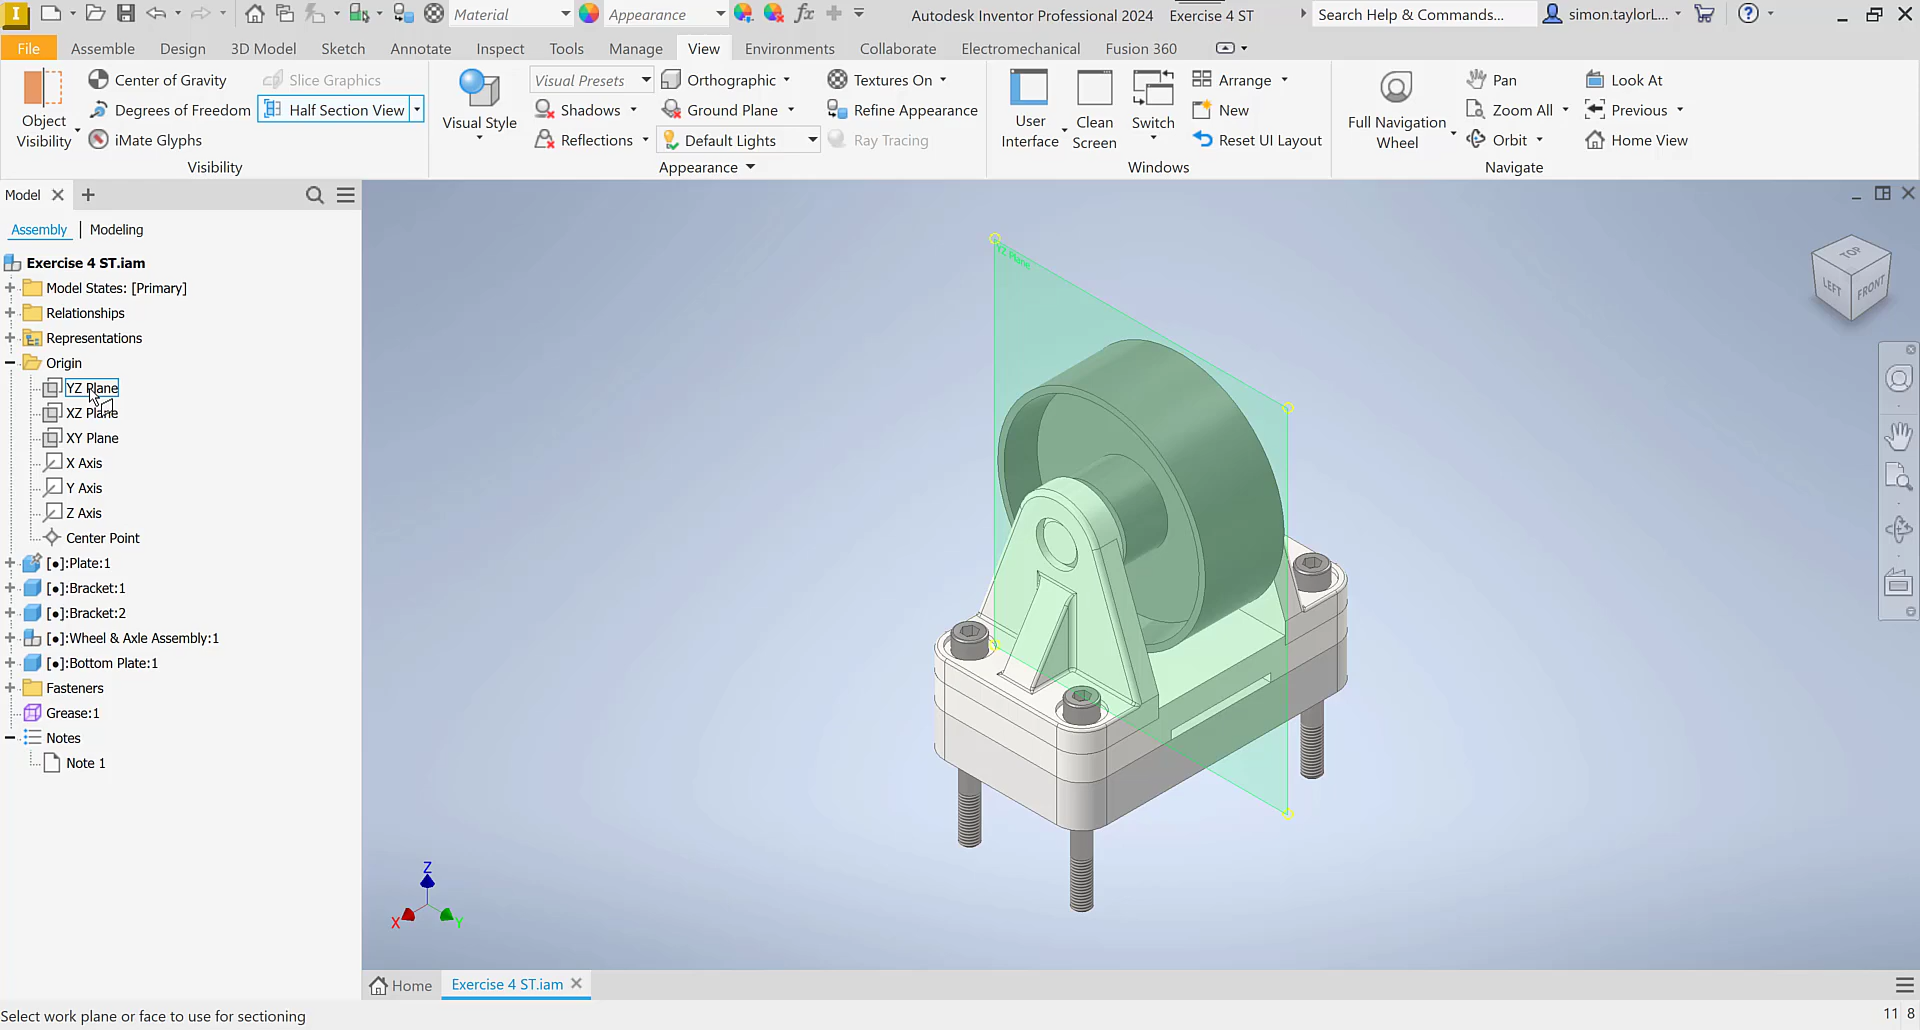 I Material Appearance fx Autodesk Inventor Professional 2024 Exercise 4 ST Search Help & Commands... simon.taylorL... ?
File Assemble Design 3D Model Sketch Annotate Inspect Tools Manage View Environments Collaborate Electromechanical Fusion 360
Object Visibility
Center of Gravity
Degrees of Freedom
iMate Glyphs
Slice Graphics
Half Section View
Visibility
Visual Style
Visual Presets
Shadows
Reflections
Orthographic
Ground Plane
Default Lights
Textures On
Refine Appearance
Ray Tracing
Appearance
User Interface
Clean Screen
Switch
Arrange
New
Reset UI Layout
Windows
Full Navigation Wheel
Pan
Zoom All
Orbit
Look At
Previous
Home View
Navigate
Model
Assembly | Modeling
Exercise 4 ST.iam
Model States: [Primary]
Relationships
Representations
Origin
YZ Plane
XZ Plane
XY Plane
X Axis
Y Axis
Z Axis
Center Point
[●]:Plate:1
[●]:Bracket:1
[●]:Bracket:2
[●]:Wheel & Axle Assembly:1
[●]:Bottom Plate:1
Fasteners
Grease:1
Notes
Note 1
YZ Plane
TOP
LEFT
FRONT
Z
X
Y
Home Exercise 4 ST.iam
Select work plane or face to use for sectioning 11 8